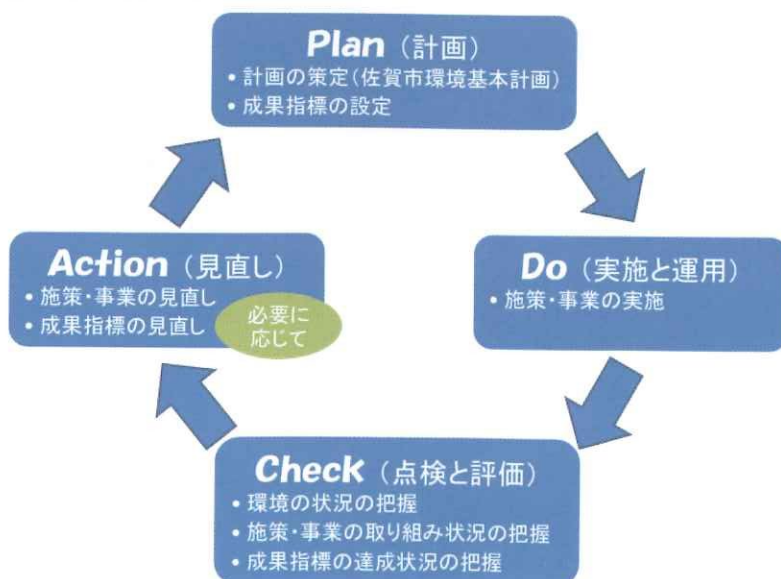 Plan（計画）
• 計画の策定（佐賀市環境基本計画）
• 成果指標の設定
Do（実施と運用）
• 施策・事業の実施
Check（点検と評価）
• 環境の状況の把握
• 施策・事業の取り組み状況の把握
• 成果指標の達成状況の把握
Action（見直し）
• 施策・事業の見直し
• 成果指標の見直し
必要に
応じて